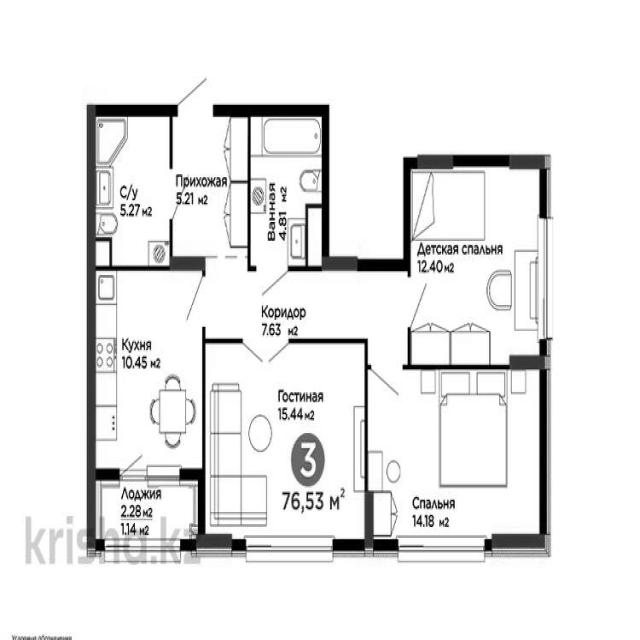 С/у
5.27 м2
Прихожая
5.21 м2
Ванная
4.81 м2
Детская спальня
12.40 м2
Коридор
7.63 м2
Кухня
10.45 м2
Гостиная
15.44 м2
3
76,53 м2
Спальня
14.18 м2
Лоджия
2.28 м2
1.14 м2
krisha.kz
Условные обозначения